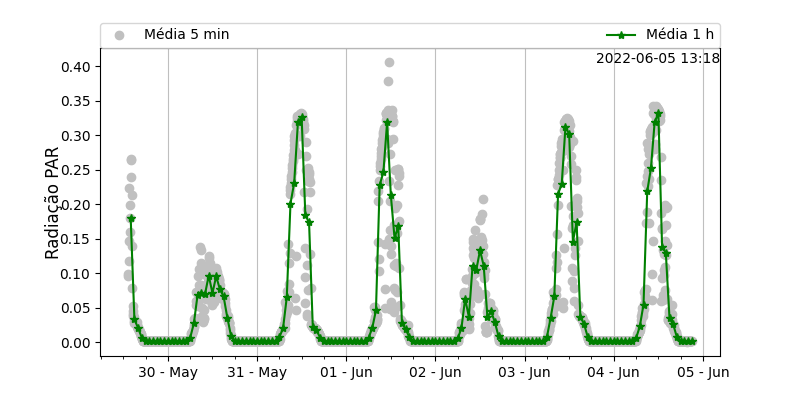 Média 5 min
Média 1 h
2022-06-05 13:18
Radiação PAR
0.40
0.35
0.30
0.25
0.20
0.15
0.10
0.05
0.00
30 - May
31 - May
01 - Jun
02 - Jun
03 - Jun
04 - Jun
05 - Jun